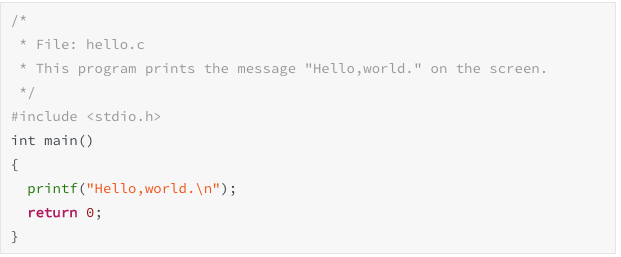 /*
 * File: hello.c
 * This program prints the message "Hello,world." on the screen.
 */
#include <stdio.h>
int main()
{
  printf("Hello,world.\n");
  return 0;
}